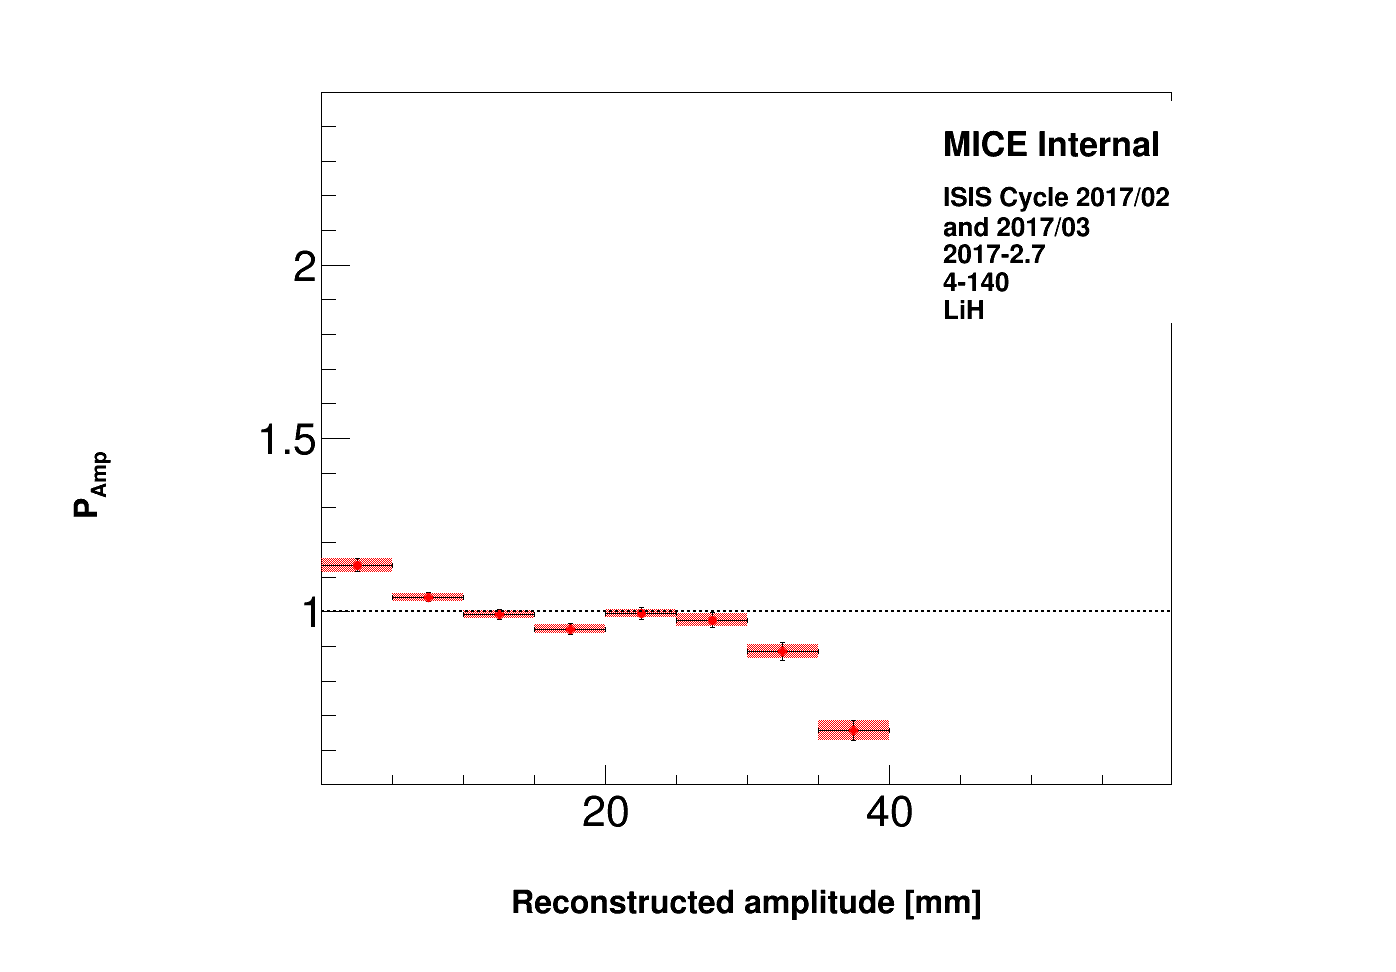 MICE Internal
ISIS Cycle 2017/02
and 2017/03
2017-2.7
4-140
LiH
2
1.5
1
P_Amp
20
40
Reconstructed amplitude [mm]